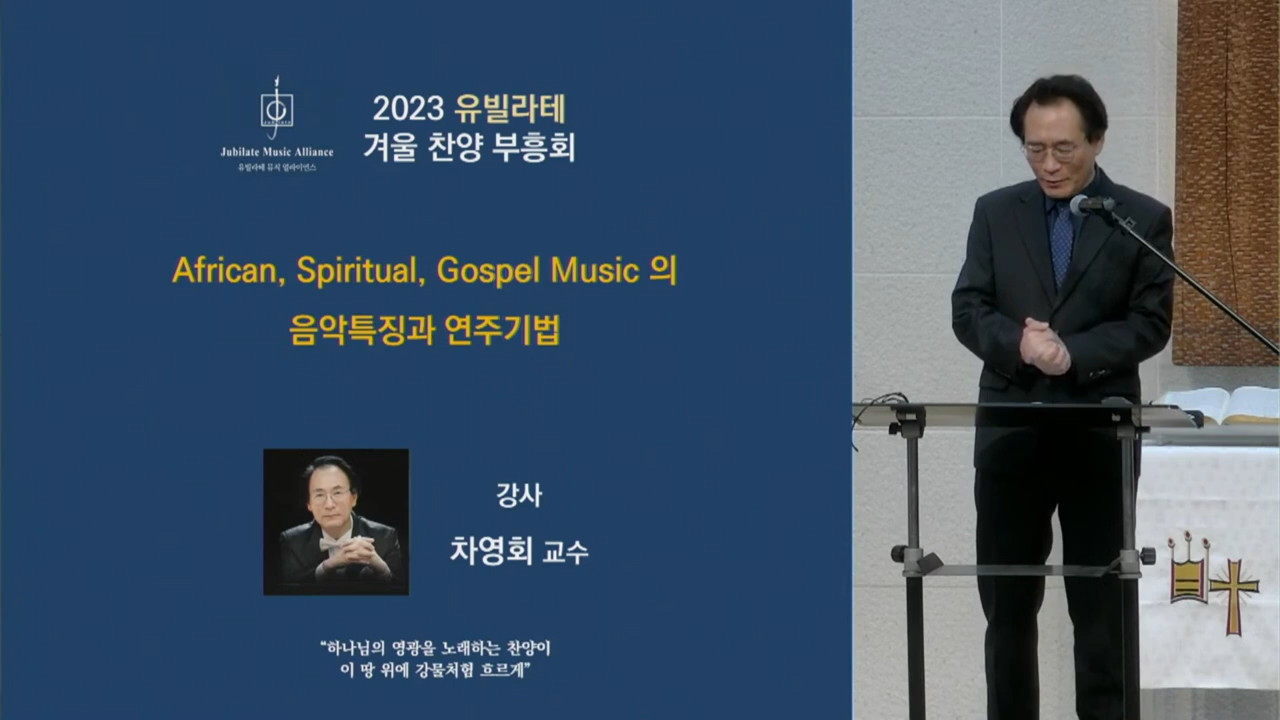 2023 유빌라테
겨울 찬양 부흥회
Jubilate Music Alliance
유빌라테 뮤직 얼라이언스
African, Spiritual, Gospel Music 의
음악특징과 연주기법
강사
차영회 교수
“하나님의 영광을 노래하는 찬양이
이 땅 위에 강물처럼 흐르게”